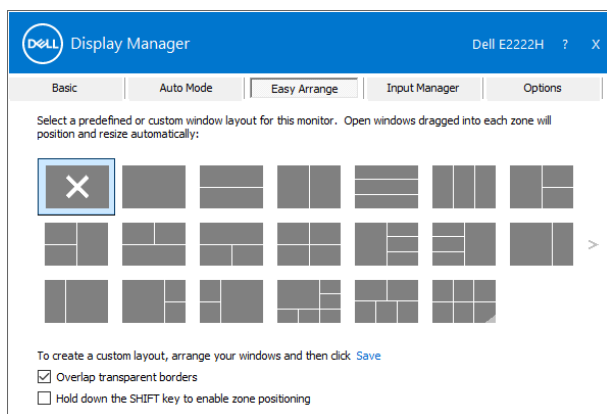 DELL Display Manager Dell E2222H ? X
Basic Auto Mode Easy Arrange Input Manager Options
Select a predefined or custom window layout for this monitor. Open windows dragged into each zone will
position and resize automatically:
>
To create a custom layout, arrange your windows and then click Save
Overlap transparent borders
Hold down the SHIFT key to enable zone positioning